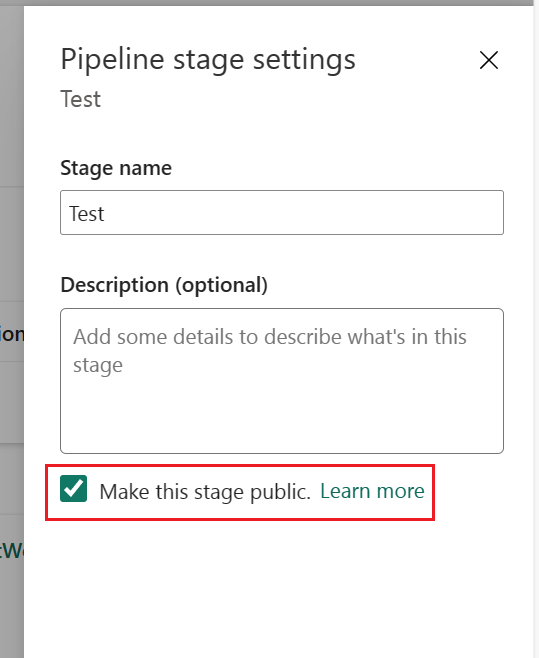 Pipeline stage settings
Test
Stage name
Test
Description (optional)
Add some details to describe what's in this
stage
ion
Make this stage public. Learn more